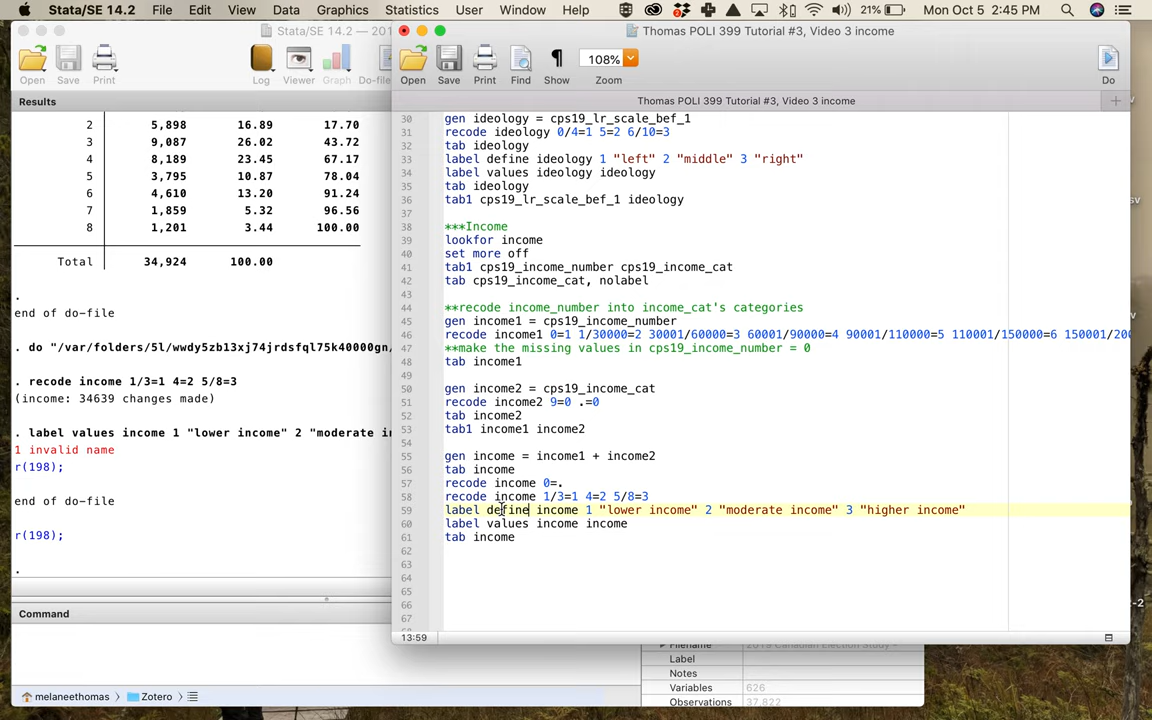 Stata/SE 14.2 File Edit View Data Graphics Statistics User Window Help 21% Mon Oct 5 2:45 PM
Stata/SE 14.2 — 201
Open Save Print Log Viewer Graph Do-file
Results
2 5,898 16.89 17.70
3 9,087 26.02 43.72
4 8,189 23.45 67.17
5 3,795 10.87 78.04
6 4,610 13.20 91.24
7 1,859 5.32 96.56
8 1,201 3.44 100.00
Total 34,924 100.00
.
end of do-file
. do "/var/folders/5l/wwdy5zb13xj74jrdsfql75k40000gn/
. recode income 1/3=1 4=2 5/8=3
(income: 34639 changes made)
. label values income 1 "lower income" 2 "moderate in
1 invalid name
r(198);
end of do-file
r(198);
.
Command
melaneethomas > Zotero >
Thomas POLI 399 Tutorial #3, Video 3 income
Open Save Print Find Show 108% Zoom Do
Thomas POLI 399 Tutorial #3, Video 3 income
30 gen ideology = cps19_lr_scale_bef_1
31 recode ideology 0/4=1 5=2 6/10=3
32 tab ideology
33 label define ideology 1 "left" 2 "middle" 3 "right"
34 label values ideology ideology
35 tab ideology
36 tab1 cps19_lr_scale_bef_1 ideology
37
38 ***Income
39 lookfor income
40 set more off
41 tab1 cps19_income_number cps19_income_cat
42 tab cps19_income_cat, nolabel
43
44 **recode income_number into income_cat's categories
45 gen income1 = cps19_income_number
46 recode income1 0=1 1/30000=2 30001/60000=3 60001/90000=4 90001/110000=5 110001/150000=6 150001/200
47 **make the missing values in cps19_income_number = 0
48 tab income1
49
50 gen income2 = cps19_income_cat
51 recode income2 9=0 .=0
52 tab income2
53 tab1 income1 income2
54
55 gen income = income1 + income2
56 tab income
57 recode income 0=.
58 recode income 1/3=1 4=2 5/8=3
59 label define income 1 "lower income" 2 "moderate income" 3 "higher income"
60 label values income income
61 tab income
62
63
64
65
66
67
13:59
Filename 2019 Canadian Election Study -
Label
Notes
Variables 626
Observations 37,822